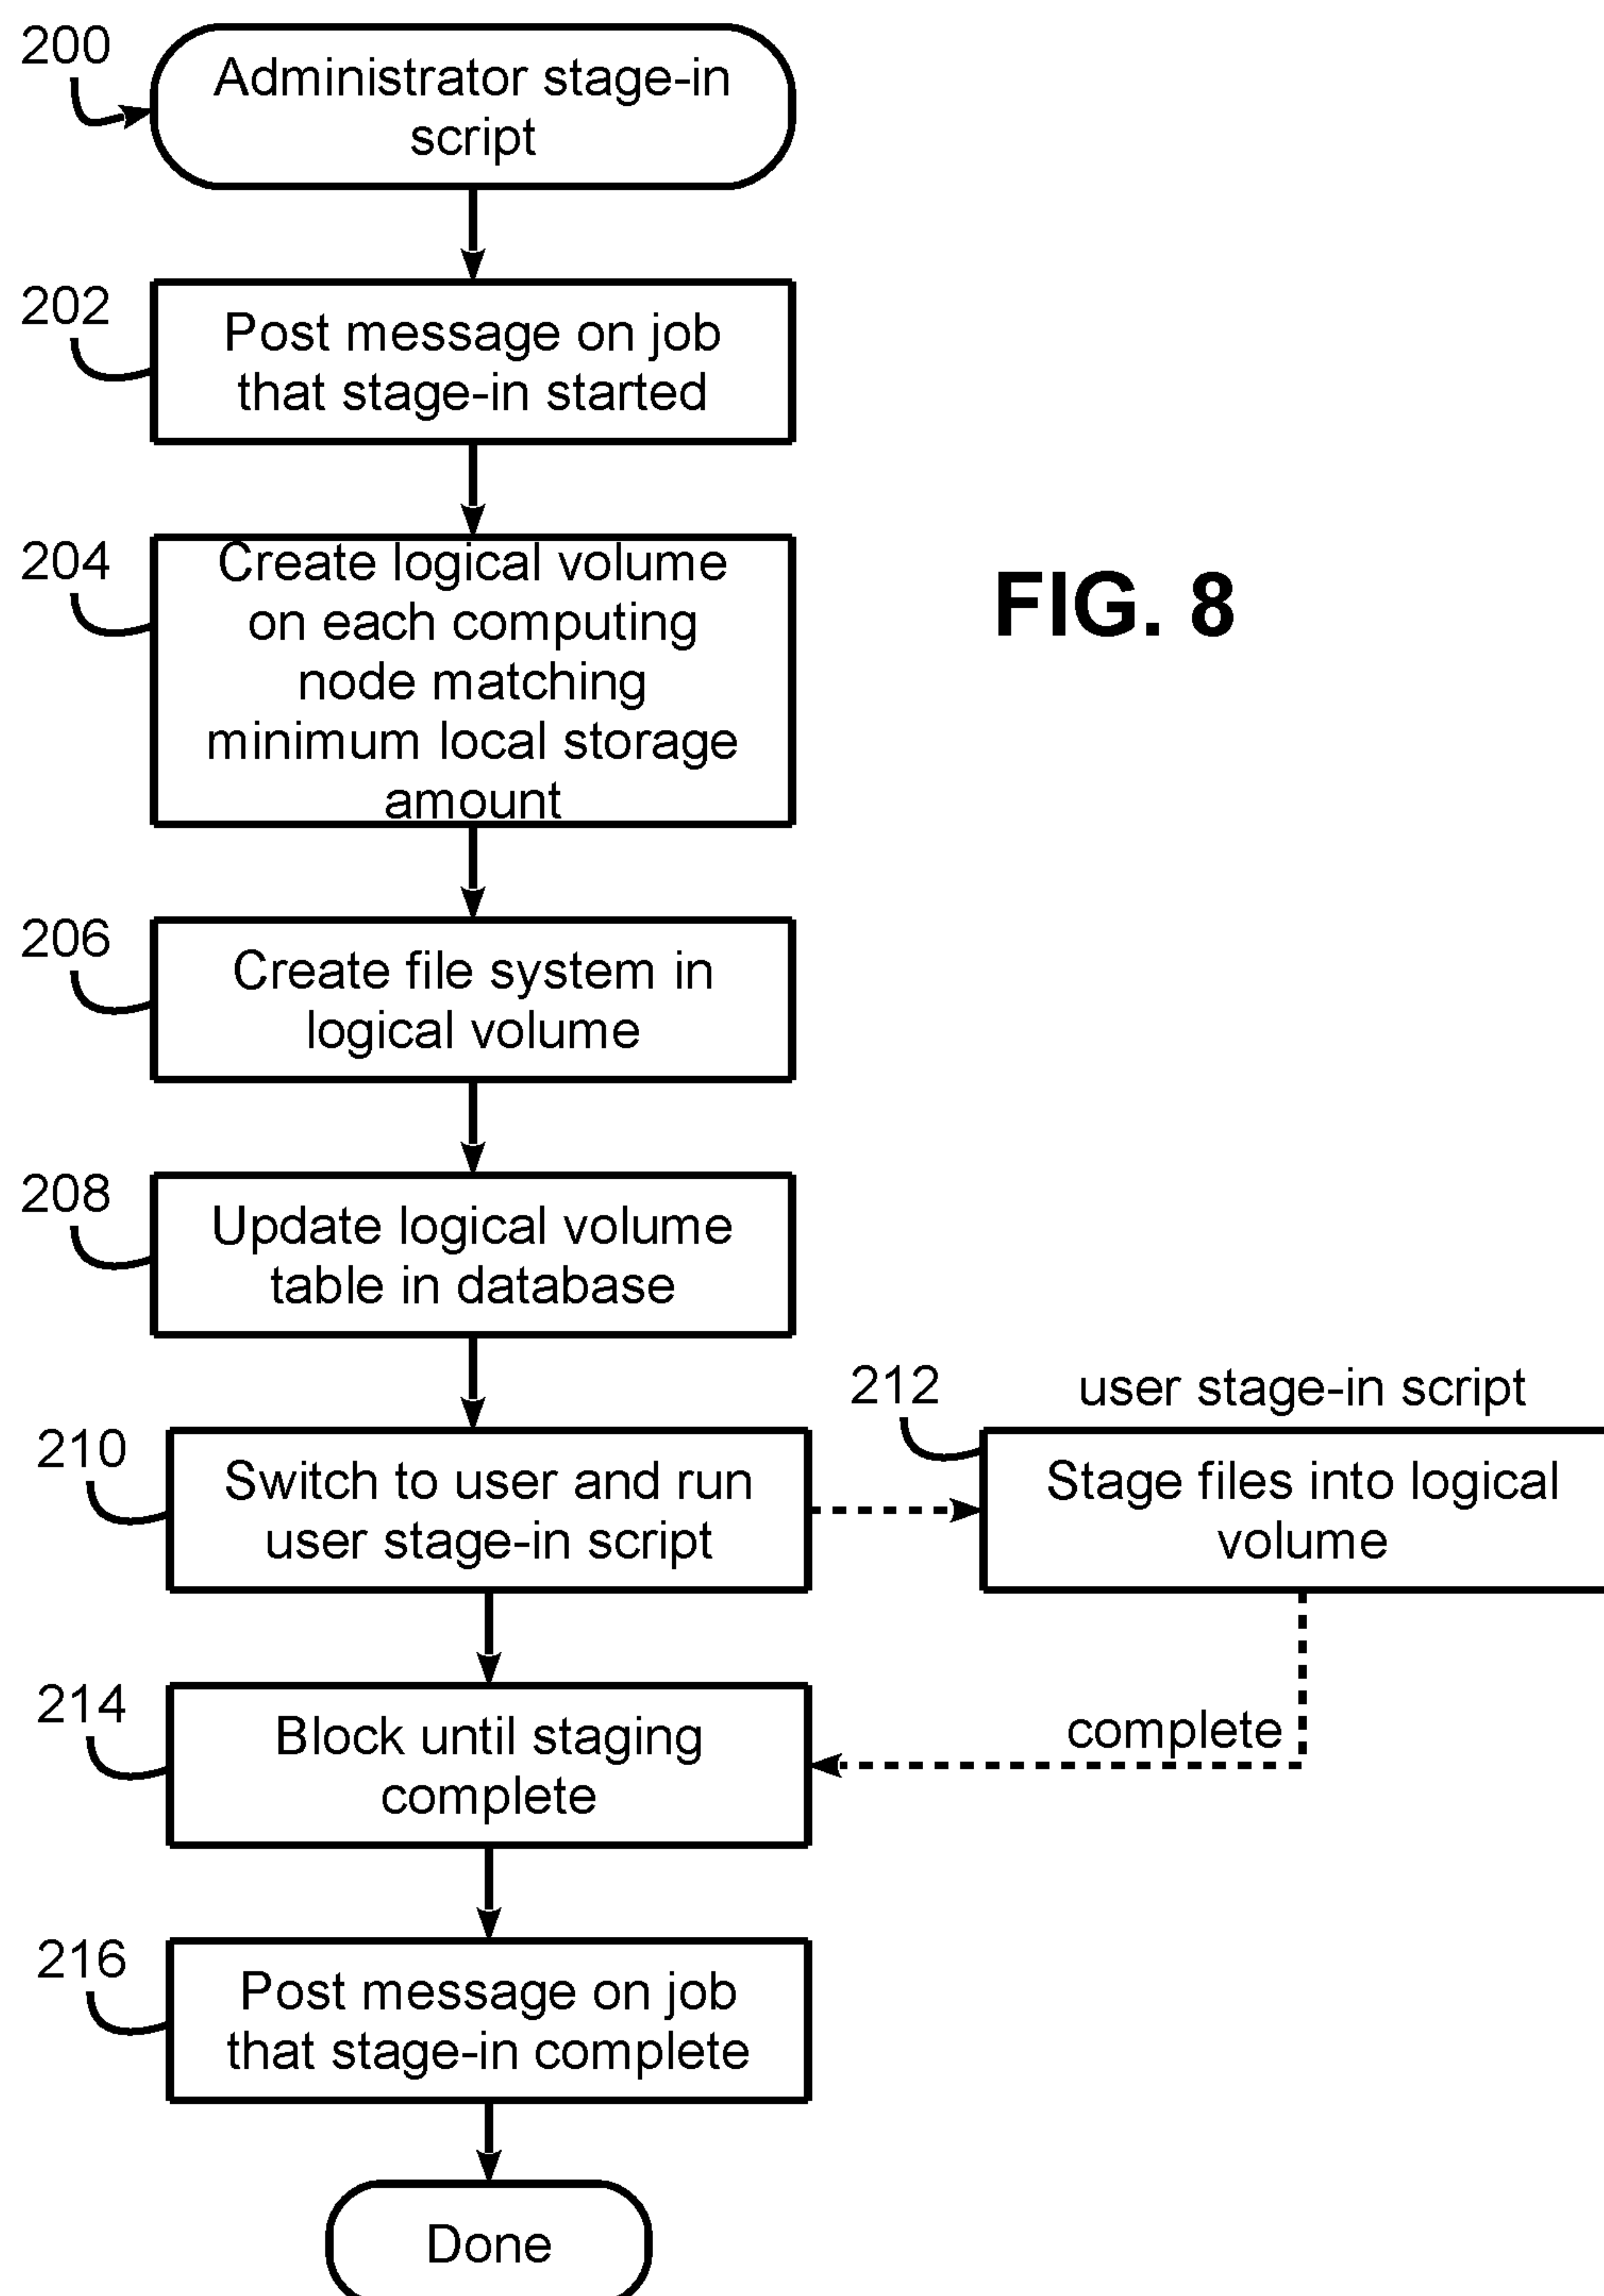 200
Administrator stage-in
script
202
Post message on job
that stage-in started
204
Create logical volume
on each computing
node matching
minimum local storage
amount
FIG. 8
206
Create file system in
logical volume
208
Update logical volume
table in database
210
Switch to user and run
user stage-in script
212
user stage-in script
Stage files into logical
volume
214
Block until staging
complete
complete
216
Post message on job
that stage-in complete
Done